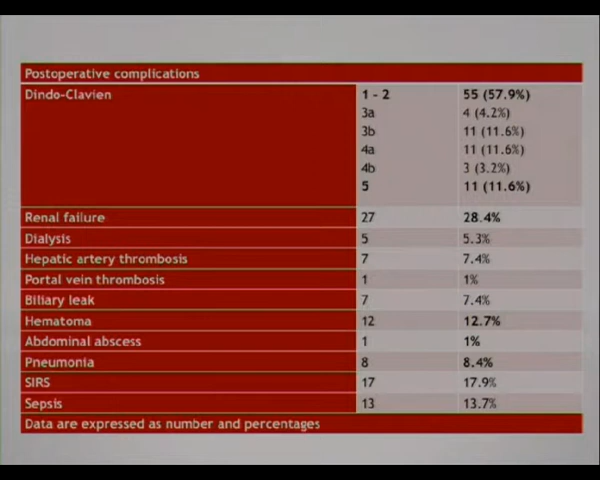 Postoperative complications
Dindo-Clavien 1 - 2 55 (57.9%)
3a 4 (4.2%)
3b 11 (11.6%)
4a 11 (11.6%)
4b 3 (3.2%)
5 11 (11.6%)
Renal failure 27 28.4%
Dialysis 5 5.3%
Hepatic artery thrombosis 7 7.4%
Portal vein thrombosis 1 1%
Biliary leak 7 7.4%
Hematoma 12 12.7%
Abdominal abscess 1 1%
Pneumonia 8 8.4%
SIRS 17 17.9%
Sepsis 13 13.7%
Data are expressed as number and percentages